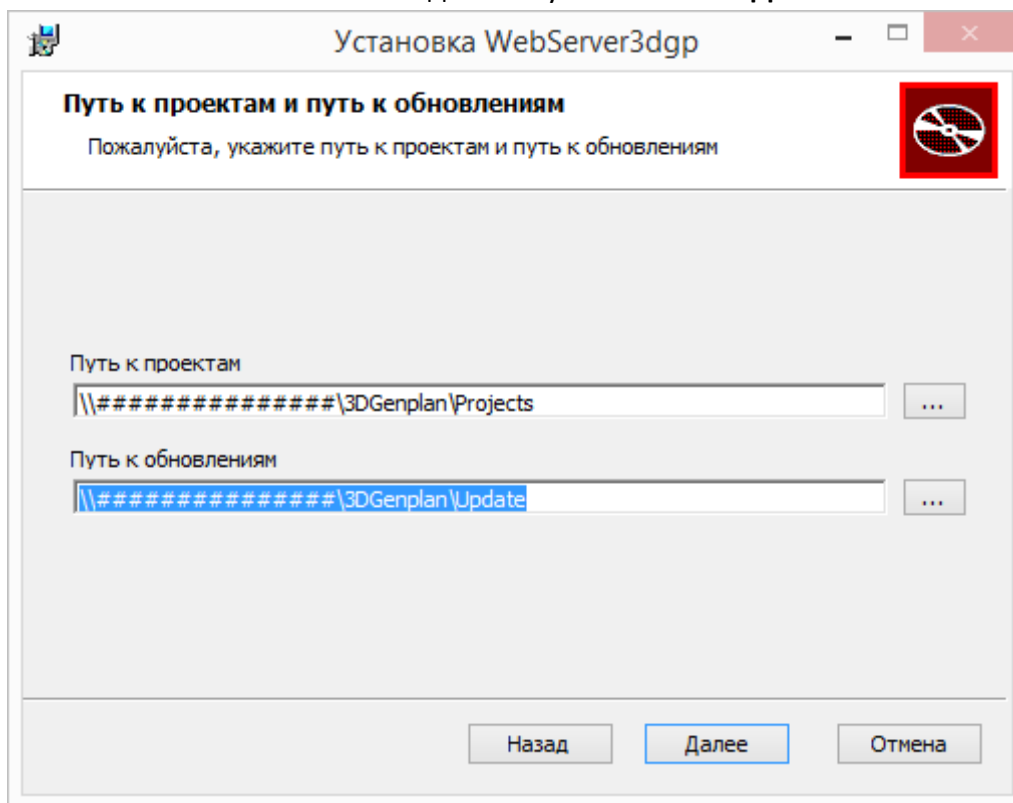 Установка WebServer3dgp
Путь к проектам и путь к обновлениям
Пожалуйста, укажите путь к проектам и путь к обновлениям
Путь к проектам
\\###############\3DGenplan\Projects
...
Путь к обновлениям
\\###############\3DGenplan\Update
...
Назад
Далее
Отмена